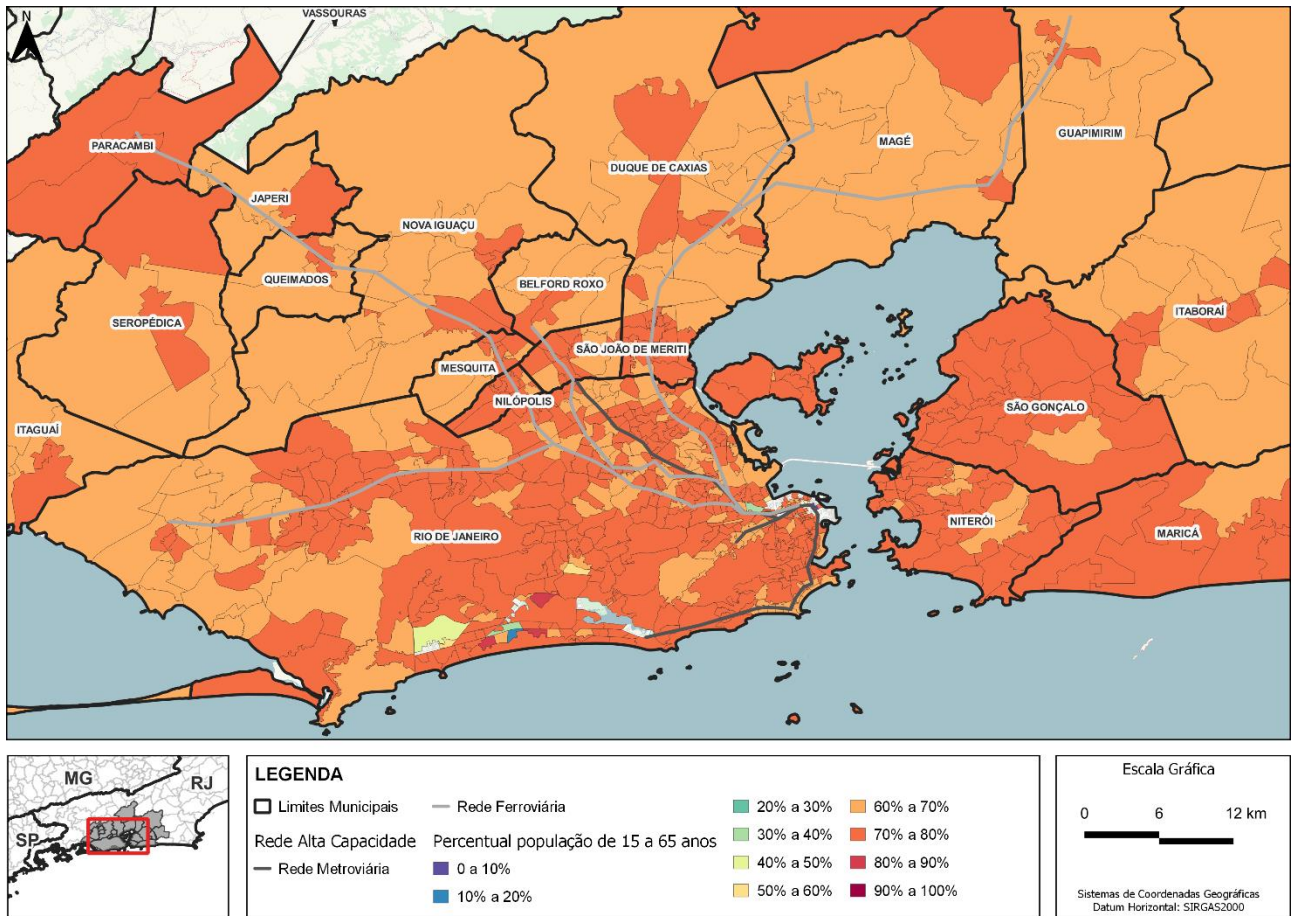 N
VASSOURAS
PARACAMBI
JAPERI
DUQUE DE CAXIAS
MAGÉ
GUAPIMIRIM
NOVA IGUAÇU
QUEIMADOS
BELFORD ROXO
SEROPÉDICA
ITABORAÍ
SÃO JOÃO DE MERITI
MESQUITA
NILÓPOLIS
SÃO GONÇALO
ITAGUAÍ
RIO DE JANEIRO
NITERÓI
MARICÁ
MG
RJ
SP
LEGENDA
Limites Municipais
Rede Alta Capacidade
Rede Metroviária
Rede Ferroviária
Percentual população de 15 a 65 anos
0 a 10%
10% a 20%
20% a 30%
30% a 40%
40% a 50%
50% a 60%
60% a 70%
70% a 80%
80% a 90%
90% a 100%
Escala Gráfica
0 6 12 km
Sistemas de Coordenadas Geográficas
Datum Horizontal: SIRGAS2000